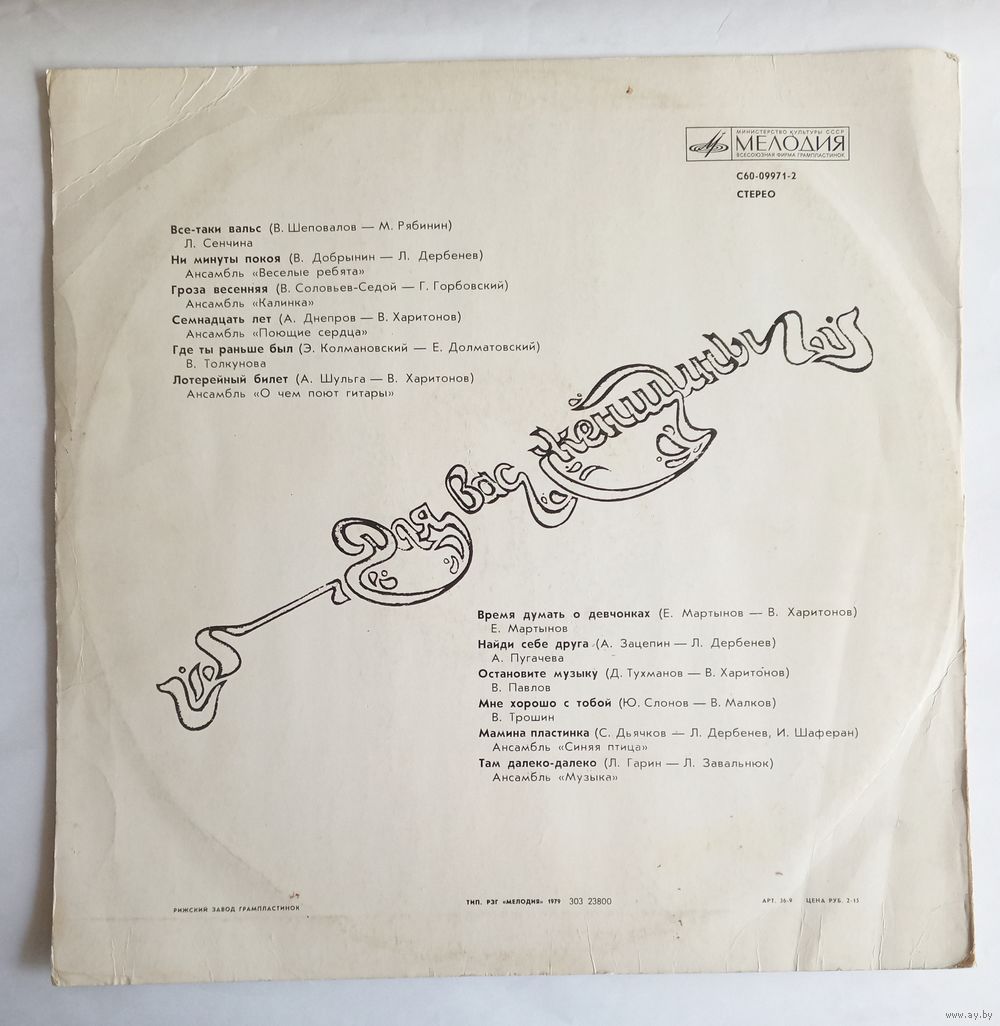 МИНИСТЕРСТВО КУЛЬТУРЫ СССР
МЕЛОДИЯ
ВСЕСОЮЗНАЯ ФИРМА ГРАМПЛАСТИНОК
С60-09971-2
СТЕРЕО
Все-таки вальс (В. Шеповалов — М. Рябинин)
Л. Сенчина
Ни минуты покоя (В. Добрынин — Л. Дербенев)
Ансамбль «Веселые ребята»
Гроза весенняя (В. Соловьев-Седой — Г. Горбовский)
Ансамбль «Калинка»
Семнадцать лет (А. Днепров — В. Харитонов)
Ансамбль «Поющие сердца»
Где ты раньше был (Э. Колмановский — Е. Долматовский)
В. Толкунова
Лотерейный билет (А. Шульга — В. Харитонов)
Ансамбль «О чем поют гитары»
Для вас женщины
Время думать о девчонках (Е. Мартынов — В. Харитонов)
Е. Мартынов
Найди себе друга (А. Зацепин — Л. Дербенев)
А. Пугачева
Остановите музыку (Д. Тухманов — В. Харитонов)
В. Павлов
Мне хорошо с тобой (Ю. Слонов — В. Малков)
В. Трошин
Мамина пластинка (С. Дьячков — Л. Дербенев, И. Шаферан)
Ансамбль «Синяя птица»
Там далеко-далеко (Л. Гарин — Л. Завальнюк)
Ансамбль «Музыка»
РИЖСКИЙ ЗАВОД ГРАМПЛАСТИНОК
ТИП. РЗГ «МЕЛОДИЯ» 1979 303 23800
АРТ. 36-9 ЦЕНА РУБ. 2-15
www.ay.by